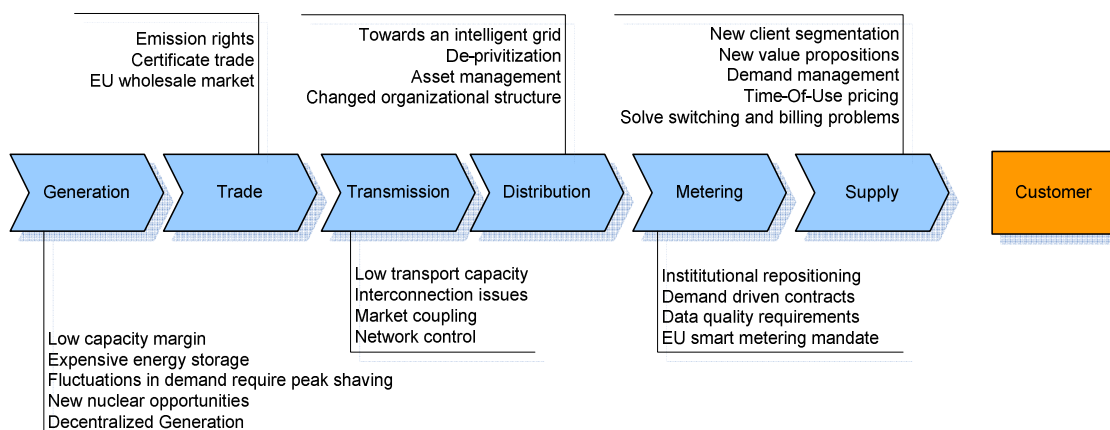 Emission rights
Certificate trade
EU wholesale market
Towards an intelligent grid
De-privitization
Asset management
Changed organizational structure
New client segmentation
New value propositions
Demand management
Time-Of-Use pricing
Solve switching and billing problems
Generation
Trade
Transmission
Distribution
Metering
Supply
Customer
Low capacity margin
Expensive energy storage
Fluctuations in demand require peak shaving
New nuclear opportunities
Decentralized Generation
Low transport capacity
Interconnection issues
Market coupling
Network control
Instititutional repositioning
Demand driven contracts
Data quality requirements
EU smart metering mandate